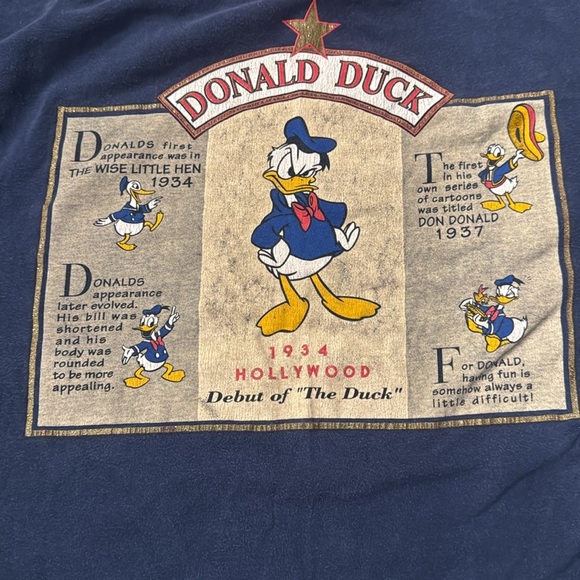 DONALD DUCK
DONALDS first
appearance was in
THE WISE LITTLE HEN
1934
DONALDS
appearance
later evolved.
His bill was
shortened
and his
body was
rounded
to be more
appealing.
1934
HOLLYWOOD
Debut of "The Duck"
The first
in his
own series
of cartoons
was titled
DON DONALD
1937
For DONALD,
having fun is
somehow always a
little difficult!